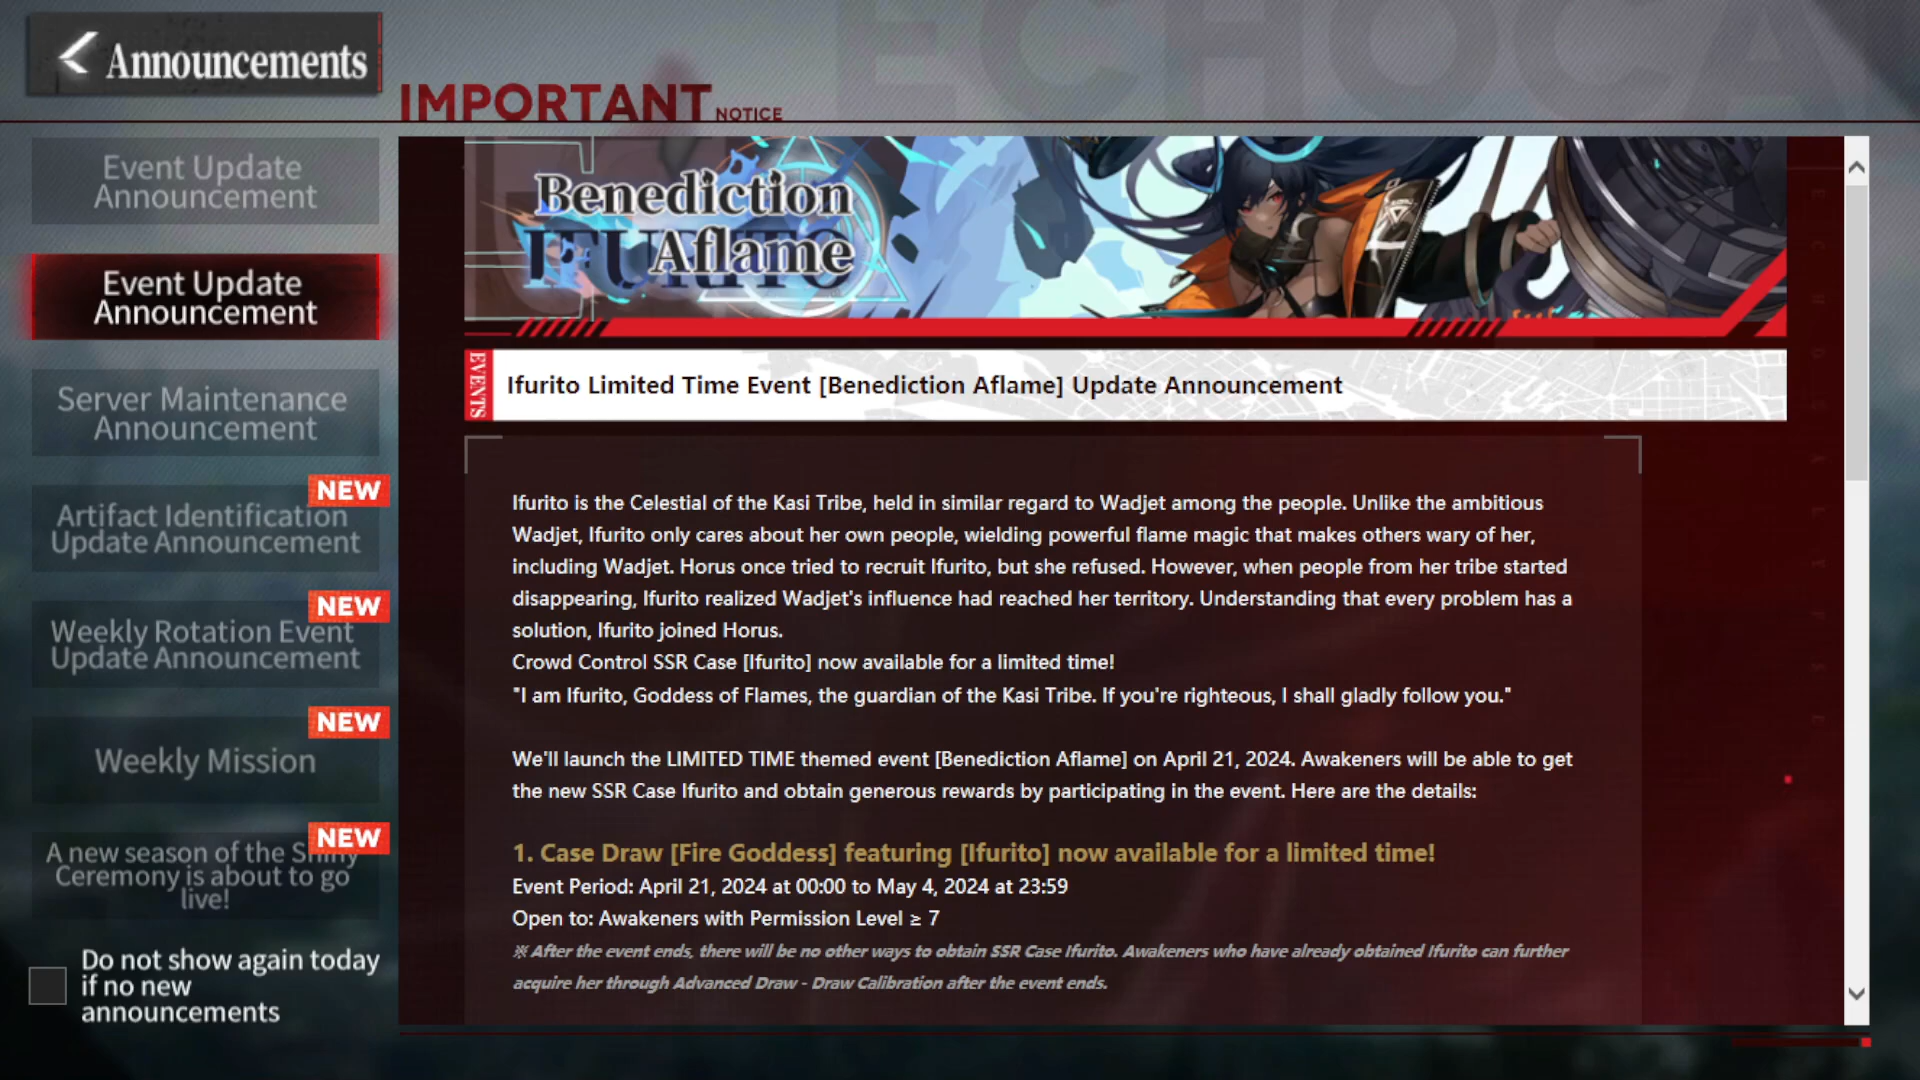 Announcements
IMPORTANT NOTICE
ECHOCA
Event Update
Announcement
Event Update
Announcement
Server Maintenance
Announcement
NEW
Artifact Identification
Update Announcement
NEW
Weekly Rotation Event
Update Announcement
NEW
Weekly Mission
NEW
A new season of the Shiny
Ceremony is about to go
live!
Do not show again today
if no new
announcements
Benediction
Aflame
IFURITO
EVENTS
Ifurito Limited Time Event [Benediction Aflame] Update Announcement
Ifurito is the Celestial of the Kasi Tribe, held in similar regard to Wadjet among the people. Unlike the ambitious
Wadjet, Ifurito only cares about her own people, wielding powerful flame magic that makes others wary of her,
including Wadjet. Horus once tried to recruit Ifurito, but she refused. However, when people from her tribe started
disappearing, Ifurito realized Wadjet's influence had reached her territory. Understanding that every problem has a
solution, Ifurito joined Horus.
Crowd Control SSR Case [Ifurito] now available for a limited time!
"I am Ifurito, Goddess of Flames, the guardian of the Kasi Tribe. If you're righteous, I shall gladly follow you."
We'll launch the LIMITED TIME themed event [Benediction Aflame] on April 21, 2024. Awakeners will be able to get
the new SSR Case Ifurito and obtain generous rewards by participating in the event. Here are the details:
1. Case Draw [Fire Goddess] featuring [Ifurito] now available for a limited time!
Event Period: April 21, 2024 at 00:00 to May 4, 2024 at 23:59
Open to: Awakeners with Permission Level ≥ 7
※ After the event ends, there will be no other ways to obtain SSR Case Ifurito. Awakeners who have already obtained Ifurito can further
acquire her through Advanced Draw - Draw Calibration after the event ends.